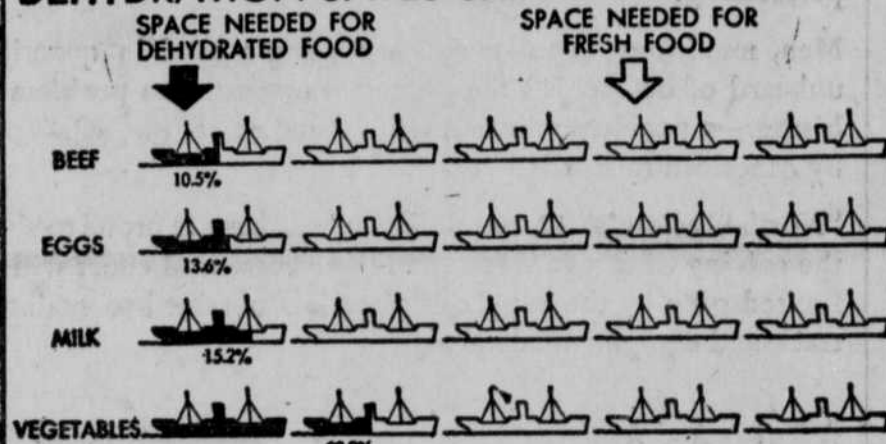 SPACE NEEDED FOR
DEHYDRATED FOOD
SPACE NEEDED FOR
FRESH FOOD
BEEF
10.5%
EGGS
13.6%
MILK
15.2%
VEGETABLES